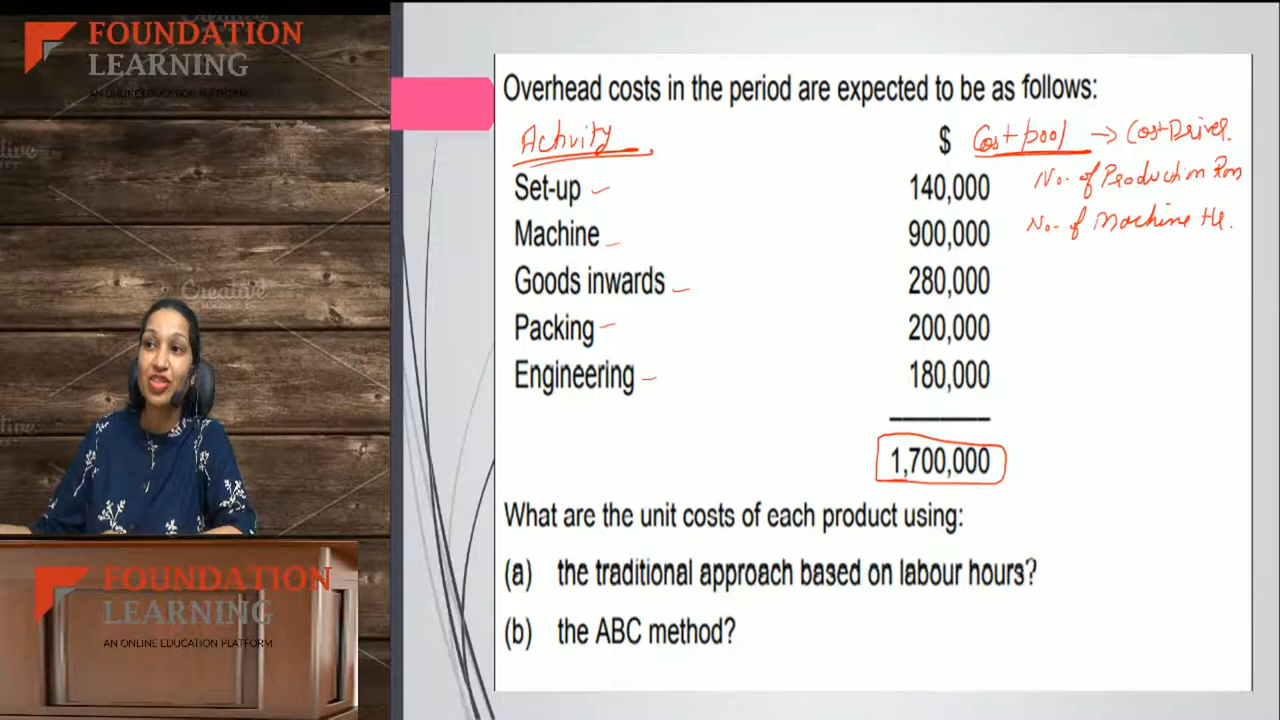 FOUNDATION
LEARNING
AN ONLINE EDUCATION PLATFORM
Creative
Overhead costs in the period are expected to be as follows:
Activity $ Cost pool → Cost Driver.
Set-up 140,000 No. of Production Run
Machine 900,000 No. of Machine Hr.
Goods inwards 280,000
Packing 200,000
Engineering 180,000
1,700,000
What are the unit costs of each product using:
(a) the traditional approach based on labour hours?
(b) the ABC method?
FOUNDATION
LEARNING
AN ONLINE EDUCATION PLATFORM